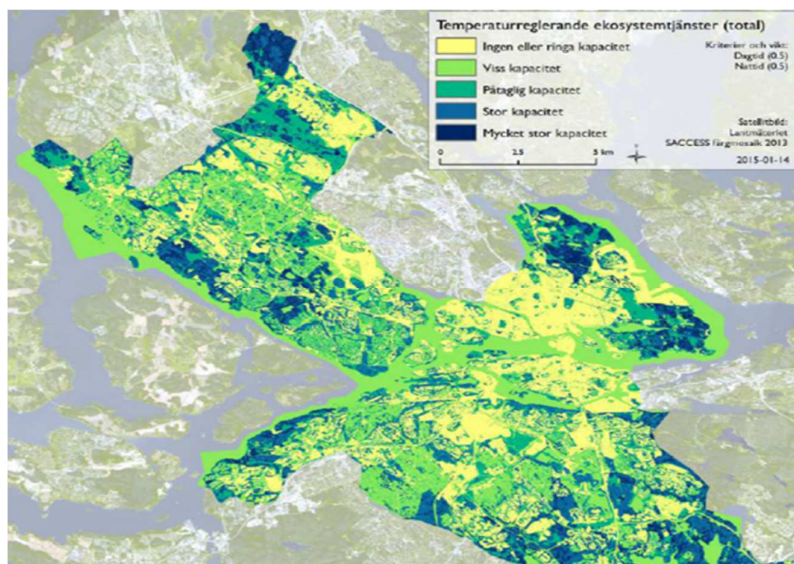 Temperaturreglerande ekosystemtjänster (total)
Ingen eller ringa kapacitet
Viss kapacitet
Påtaglig kapacitet
Stor kapacitet
Mycket stor kapacitet
Kriterier och vikt:
Dagtid (0.5)
Nattid (0.5)
Satellitbild:
Lantmäteriet
SACCESS färgmosaik 2013
2015-01-14
0 2.5 5 km